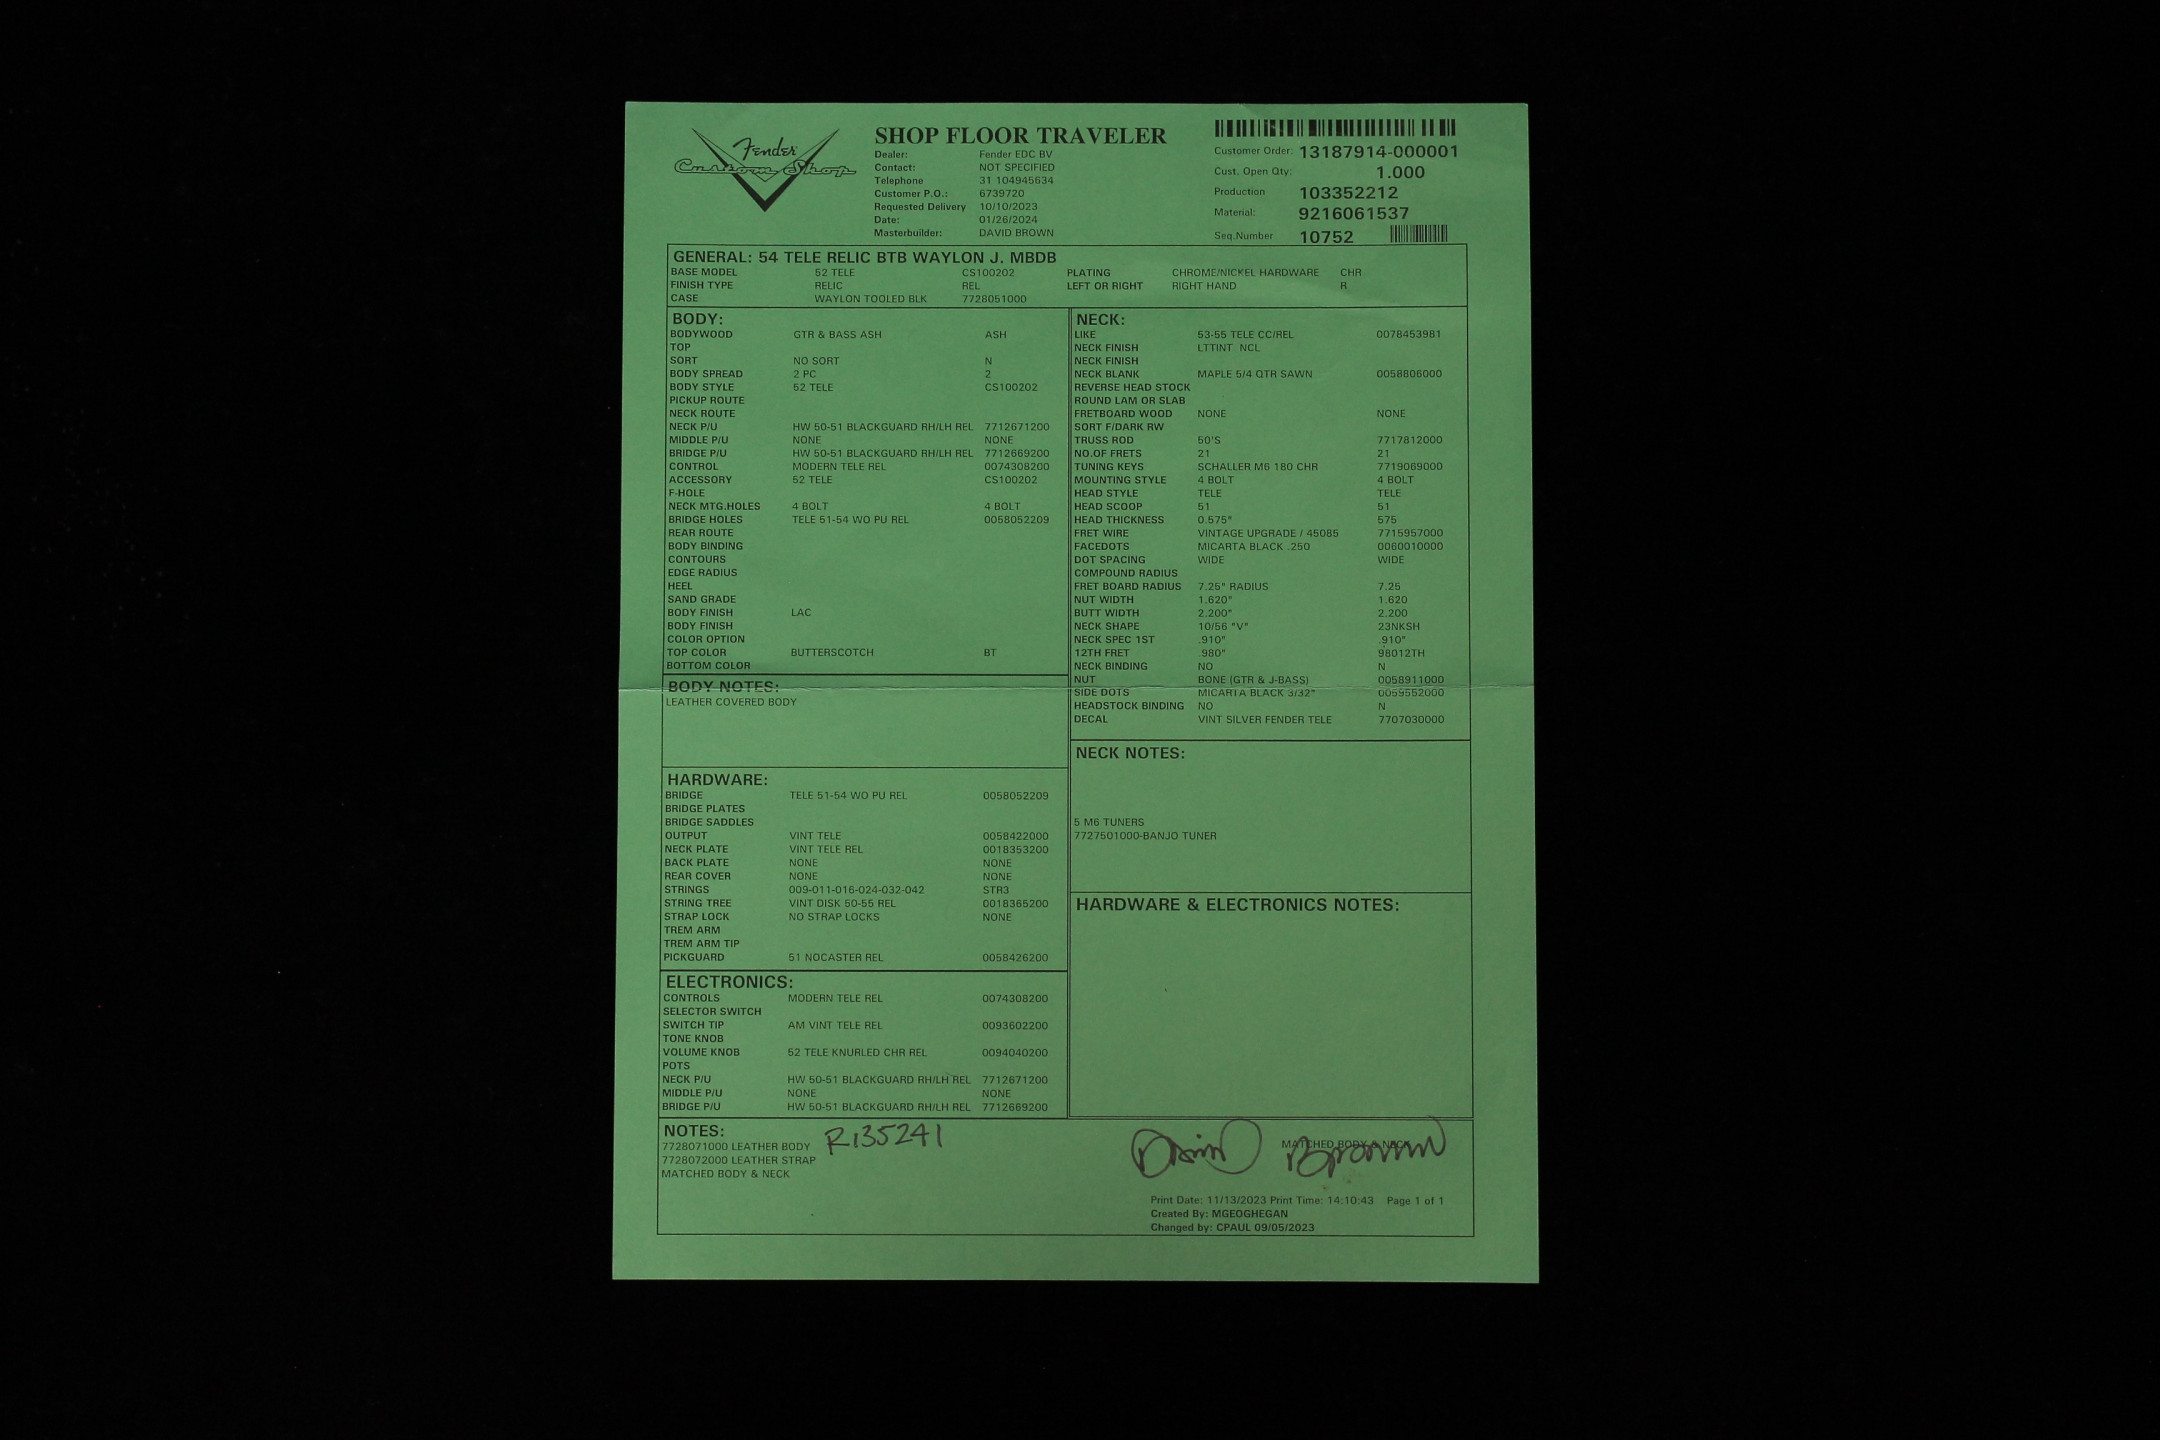 Fender
Custom Shop
SHOP FLOOR TRAVELER
Dealer: Fender EDC BV
Contact: NOT SPECIFIED
Telephone 31 104945634
Customer P.O.: 6739720
Requested Delivery 10/10/2023
Date: 01/26/2024
Masterbuilder: DAVID BROWN
Customer Order: 13187914-000001
Cust. Open Qty: 1.000
Production 103352212
Material: 9216061537
Seq.Number 10752
GENERAL: 54 TELE RELIC BTB WAYLON J. MBDB
BASE MODEL 52 TELE CS100202 PLATING CHROME/NICKEL HARDWARE CHR
FINISH TYPE RELIC REL LEFT OR RIGHT RIGHT HAND R
CASE WAYLON TOOLED BLK 7728051000
BODY:
BODYWOOD GTR & BASS ASH ASH
TOP
SORT NO SORT N
BODY SPREAD 2 PC 2
BODY STYLE 52 TELE CS100202
PICKUP ROUTE
NECK ROUTE
NECK P/U HW 50-51 BLACKGUARD RH/LH REL 7712671200
MIDDLE P/U NONE NONE
BRIDGE P/U HW 50-51 BLACKGUARD RH/LH REL 7712669200
CONTROL MODERN TELE REL 0074308200
ACCESSORY 52 TELE CS100202
F-HOLE
NECK MTG.HOLES 4 BOLT 4 BOLT
BRIDGE HOLES TELE 51-54 WO PU REL 0058052209
REAR ROUTE
BODY BINDING
CONTOURS
EDGE RADIUS
HEEL
SAND GRADE
BODY FINISH LAC
BODY FINISH
COLOR OPTION
TOP COLOR BUTTERSCOTCH BT
BOTTOM COLOR
BODY NOTES:
LEATHER COVERED BODY
HARDWARE:
BRIDGE TELE 51-54 WO PU REL 0058052209
BRIDGE PLATES
BRIDGE SADDLES
OUTPUT VINT TELE 0058422000
NECK PLATE VINT TELE REL 0018353200
BACK PLATE NONE NONE
REAR COVER NONE NONE
STRINGS 009-011-016-024-032-042 STR3
STRING TREE VINT DISK 50-55 REL 0018365200
STRAP LOCK NO STRAP LOCKS NONE
TREM ARM
TREM ARM TIP
PICKGUARD 51 NOCASTER REL 0058426200
ELECTRONICS:
CONTROLS MODERN TELE REL 0074308200
SELECTOR SWITCH
SWITCH TIP AM VINT TELE REL 0093602200
TONE KNOB
VOLUME KNOB 52 TELE KNURLED CHR REL 0094040200
POTS
NECK P/U HW 50-51 BLACKGUARD RH/LH REL 7712671200
MIDDLE P/U NONE NONE
BRIDGE P/U HW 50-51 BLACKGUARD RH/LH REL 7712669200
NECK:
LIKE 53-55 TELE CC/REL 0078453981
NECK FINISH LTTINT NCL
NECK FINISH
NECK BLANK MAPLE 5/4 QTR SAWN 0058806000
REVERSE HEAD STOCK
ROUND LAM OR SLAB
FRETBOARD WOOD NONE NONE
SORT F/DARK RW
TRUSS ROD 50'S 7717812000
NO.OF FRETS 21 21
TUNING KEYS SCHALLER M6 180 CHR 7719069000
MOUNTING STYLE 4 BOLT 4 BOLT
HEAD STYLE TELE TELE
HEAD SCOOP 51 51
HEAD THICKNESS 0.575" 575
FRET WIRE VINTAGE UPGRADE / 45085 7715957000
FACEDOTS MICARTA BLACK .250 0060010000
DOT SPACING WIDE WIDE
COMPOUND RADIUS
FRET BOARD RADIUS 7.25" RADIUS 7.25
NUT WIDTH 1.620" 1.620
BUTT WIDTH 2.200" 2.200
NECK SHAPE 10/56 "V" 23NKSH
NECK SPEC 1ST .910" .910"
12TH FRET .980" 98012TH
NECK BINDING NO N
NUT BONE (GTR & J-BASS) 0058911000
SIDE DOTS MICARTA BLACK 3/32" 0059552000
HEADSTOCK BINDING NO N
DECAL VINT SILVER FENDER TELE 7707030000
NECK NOTES:
5 M6 TUNERS
7727501000-BANJO TUNER
HARDWARE & ELECTRONICS NOTES:
NOTES:
7728071000 LEATHER BODY R135241
7728072000 LEATHER STRAP
MATCHED BODY & NECK
MATCHED BODY & NECK
David Brown
Print Date: 11/13/2023 Print Time: 14:10:43 Page 1 of 1
Created By: MGEOGHEGAN
Changed by: CPAUL 09/05/2023